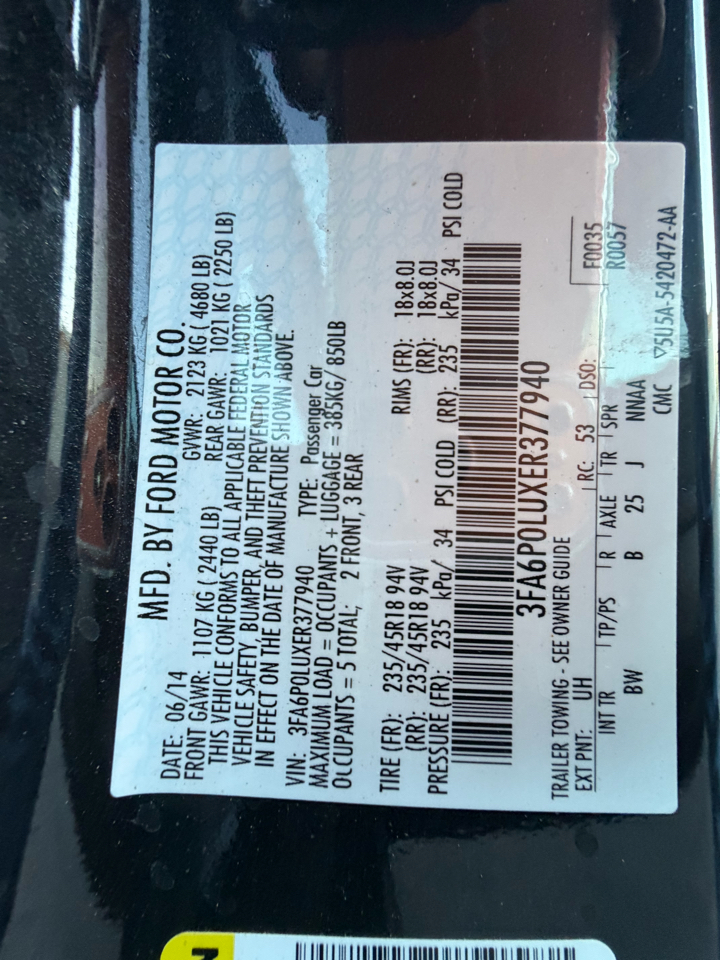 MFD. BY FORD MOTOR CO.
DATE: 06/14 GVWR: 2123 KG ( 4680 LB)
FRONT GAWR: 1107 KG ( 2440 LB) REAR GAWR: 1021 KG ( 2250 LB)
THIS VEHICLE CONFORMS TO ALL APPLICABLE FEDERAL MOTOR
VEHICLE SAFETY, BUMPER, AND THEFT PREVENTION STANDARDS
IN EFFECT ON THE DATE OF MANUFACTURE SHOWN ABOVE.
VIN: 3FA6P0LUXER377940 TYPE: Passenger Car
MAXIMUM LOAD = OCCUPANTS + LUGGAGE = 385KG/ 850LB
OCCUPANTS = 5 TOTAL; 2 FRONT, 3 REAR
TIRE (FR): 235/45R18 94V RIMS (FR): 18x8.0J
(RR): 235/45R18 94V (RR): 18x8.0J
PRESSURE (FR): 235 kPa/ 34 PSI COLD (RR): 235 kPa/ 34 PSI COLD
3FA6P0LUXER377940
TRAILER TOWING - SEE OWNER GUIDE F0035
EXT PNT: UH RC: 53 DSO: R0057
INT TR TP/PS R AXLE TR SPR
BW B 25 J NNAA
CMC ▽5U5A-5420472-AA
N